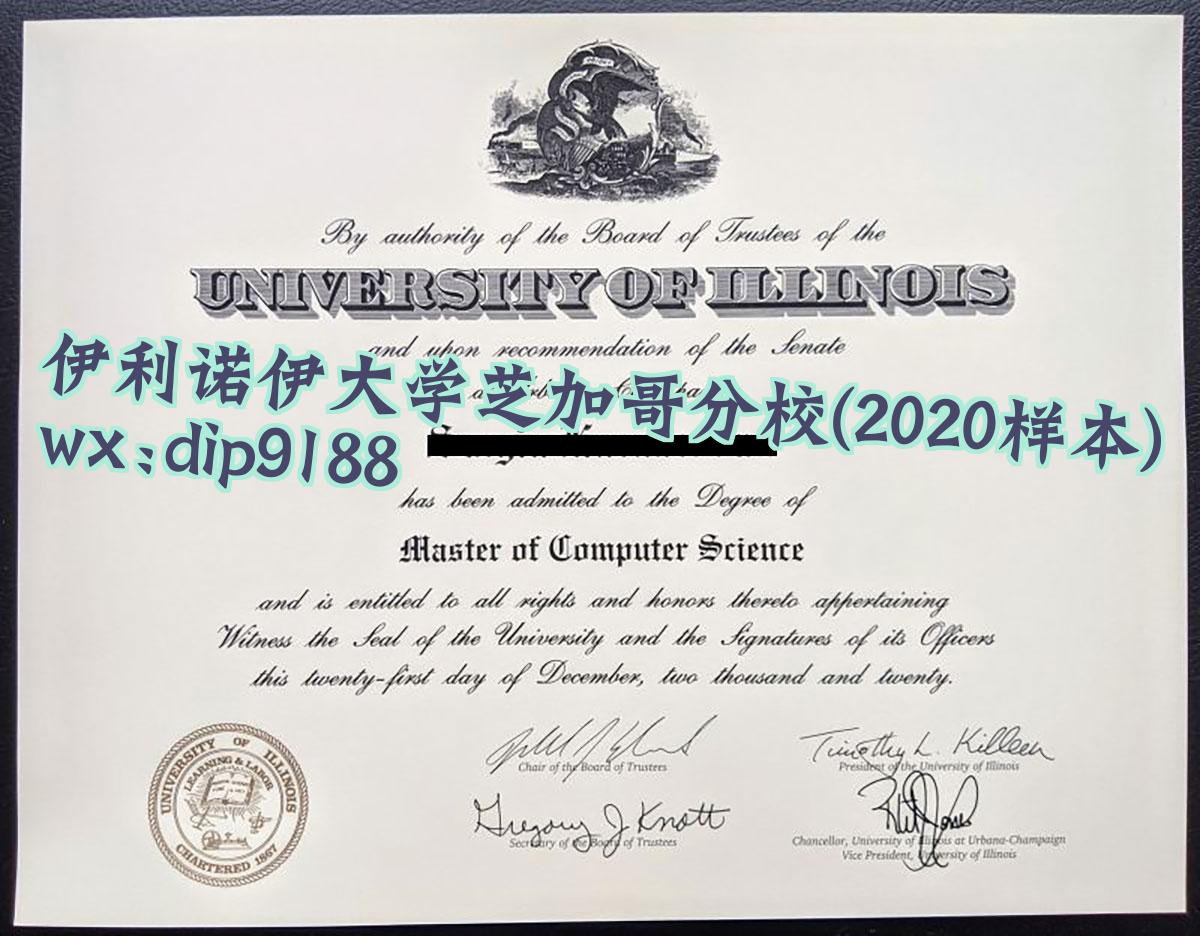 By authority of the Board of Trustees of the
UNIVERSITY OF ILLINOIS
and upon recommendation of the Senate
伊利诺伊大学芝加哥分校(2020样本)
wx:dip9188
has been admitted to the Degree of
Master of Computer Science
and is entitled to all rights and honors thereto appertaining
Witness the Seal of the University and the Signatures of its Officers
this twenty-first day of December, two thousand and twenty.
UNIVERSITY OF ILLINOIS
LEARNING & LABOR
CHARTERED 1867
Chair of the Board of Trustees
Timothy L. Killeen
President of the University of Illinois
Gregory J Knott
Secretary of the Board of Trustees
Chancellor, University of Illinois at Urbana-Champaign
Vice President, University of Illinois